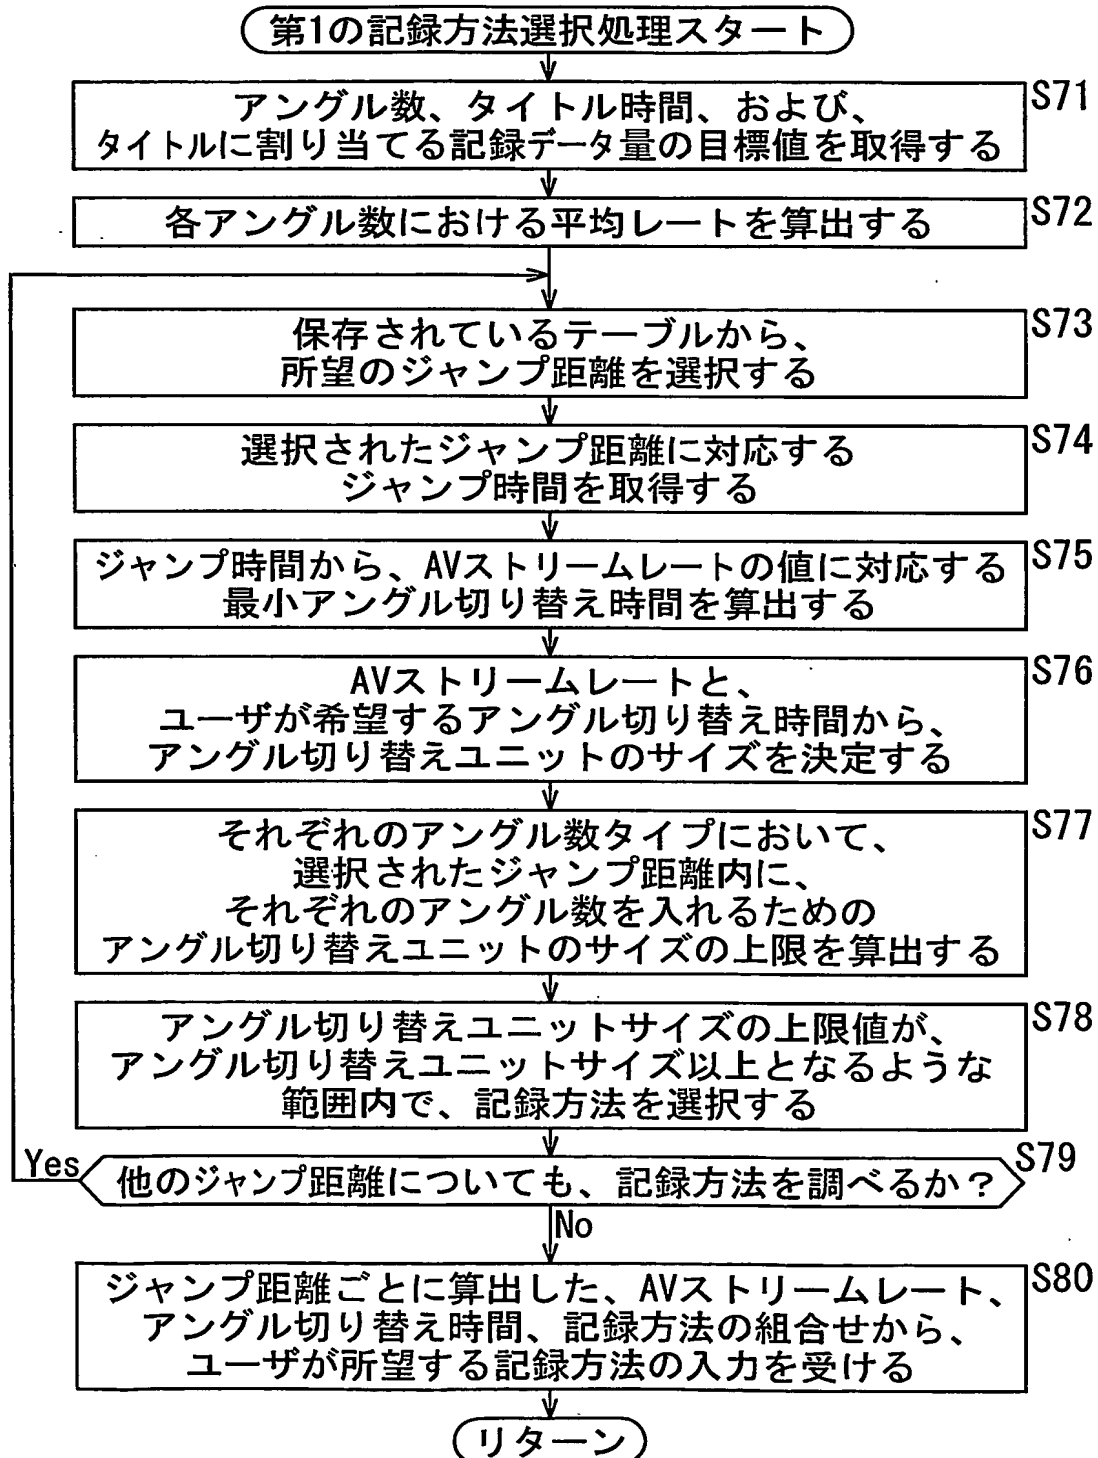 第1の記録方法選択処理スタート
S71
アングル数、タイトル時間、および、
タイトルに割り当てる記録データ量の目標値を取得する
S72
各アングル数における平均レートを算出する
S73
保存されているテーブルから、
所望のジャンプ距離を選択する
S74
選択されたジャンプ距離に対応する
ジャンプ時間を取得する
S75
ジャンプ時間から、AVストリームレートの値に対応する
最小アングル切り替え時間を算出する
S76
AVストリームレートと、
ユーザが希望するアングル切り替え時間から、
アングル切り替えユニットのサイズを決定する
S77
それぞれのアングル数タイプにおいて、
選択されたジャンプ距離内に、
それぞれのアングル数を入れるための
アングル切り替えユニットのサイズの上限を算出する
S78
アングル切り替えユニットサイズの上限値が、
アングル切り替えユニットサイズ以上となるような
範囲内で、記録方法を選択する
S79
Yes
他のジャンプ距離についても、記録方法を調べるか?
No
S80
ジャンプ距離ごとに算出した、AVストリームレート、
アングル切り替え時間、記録方法の組合せから、
ユーザが所望する記録方法の入力を受ける
リターン